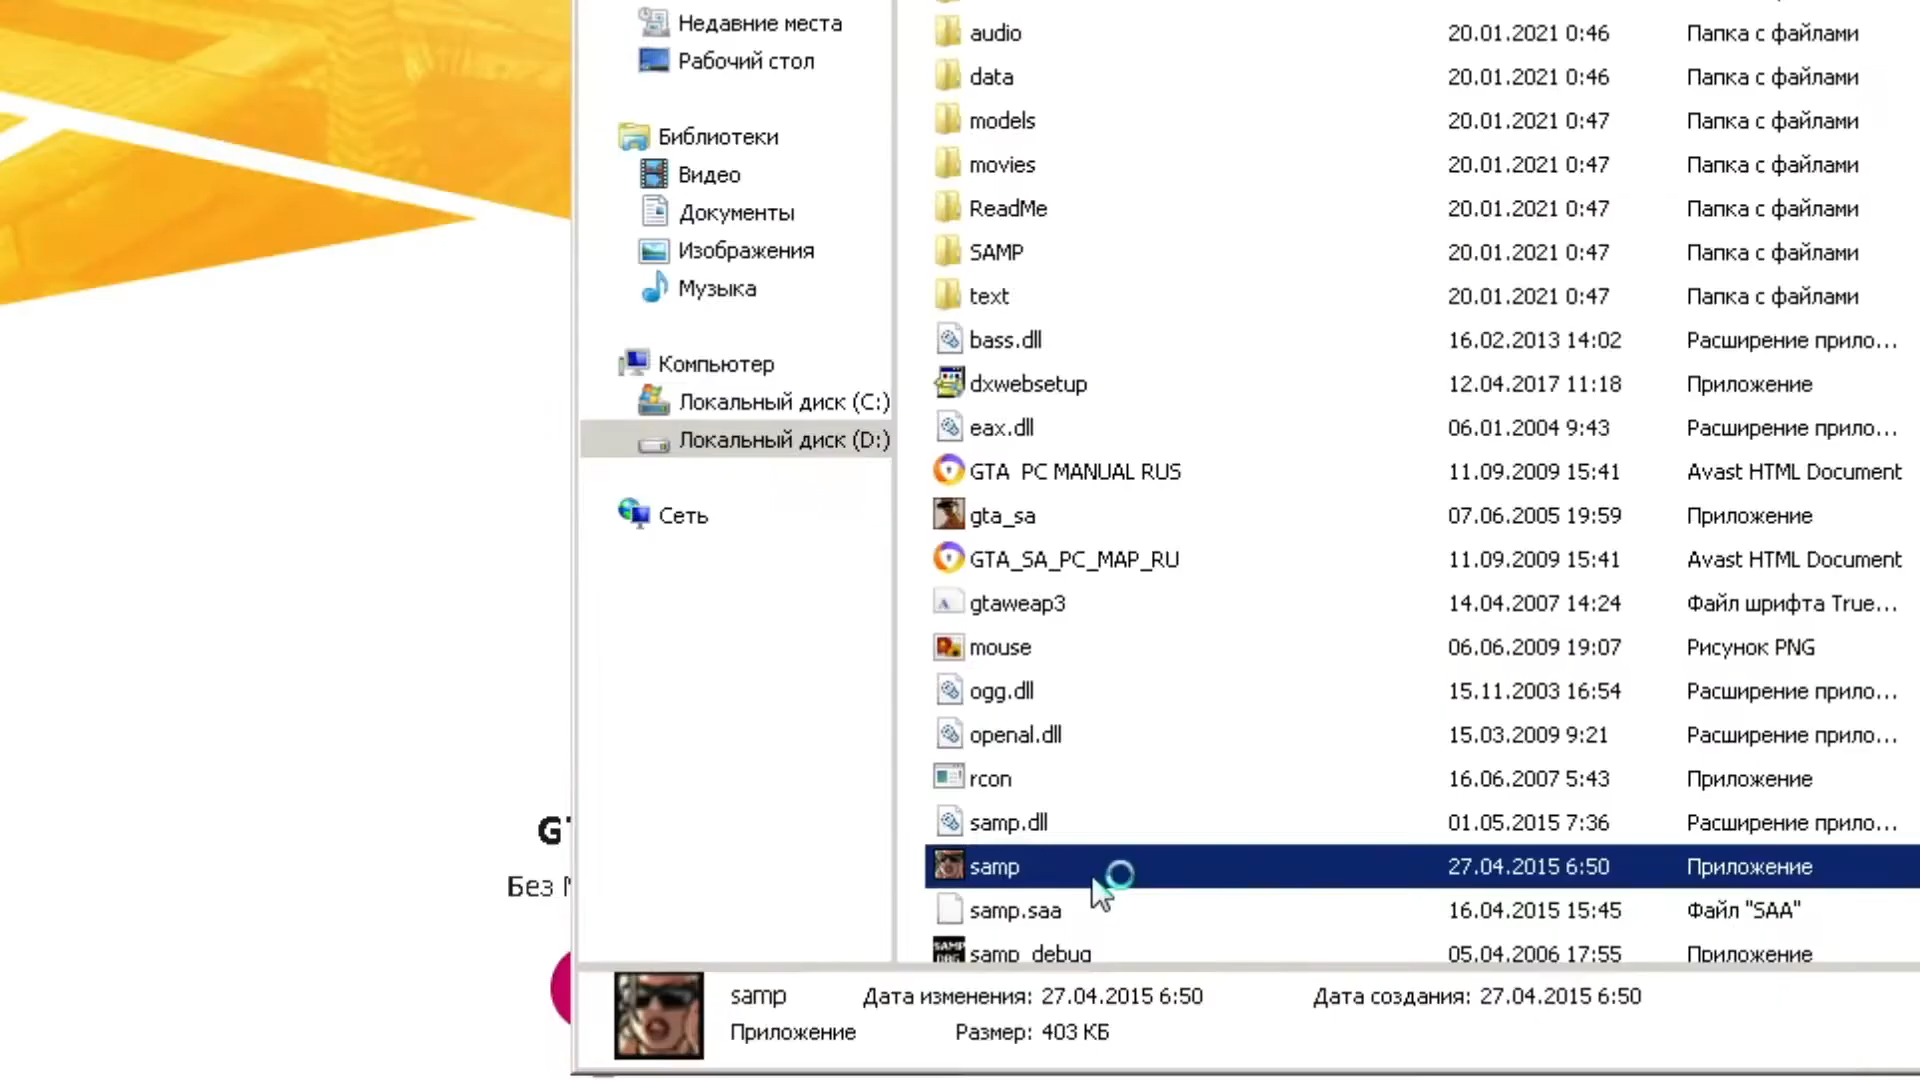 Недавние места
Рабочий стол
Библиотеки
Видео
Документы
Изображения
Музыка
Компьютер
Локальный диск (C:)
Локальный диск (D:)
Сеть
audio 20.01.2021 0:46 Папка с файлами
data 20.01.2021 0:46 Папка с файлами
models 20.01.2021 0:47 Папка с файлами
movies 20.01.2021 0:47 Папка с файлами
ReadMe 20.01.2021 0:47 Папка с файлами
SAMP 20.01.2021 0:47 Папка с файлами
text 20.01.2021 0:47 Папка с файлами
bass.dll 16.02.2013 14:02 Расширение прило...
dxwebsetup 12.04.2017 11:18 Приложение
eax.dll 06.01.2004 9:43 Расширение прило...
GTA PC MANUAL RUS 11.09.2009 15:41 Avast HTML Document
gta_sa 07.06.2005 19:59 Приложение
GTA_SA_PC_MAP_RU 11.09.2009 15:41 Avast HTML Document
gtaweap3 14.04.2007 14:24 Файл шрифта True...
mouse 06.06.2009 19:07 Рисунок PNG
ogg.dll 15.11.2003 16:54 Расширение прило...
openal.dll 15.03.2009 9:21 Расширение прило...
rcon 16.06.2007 5:43 Приложение
samp.dll 01.05.2015 7:36 Расширение прило...
samp 27.04.2015 6:50 Приложение
samp.saa 16.04.2015 15:45 Файл "SAA"
samp_debug 05.04.2006 17:55 Приложение
Без
samp Дата изменения: 27.04.2015 6:50 Дата создания: 27.04.2015 6:50
Приложение Размер: 403 КБ